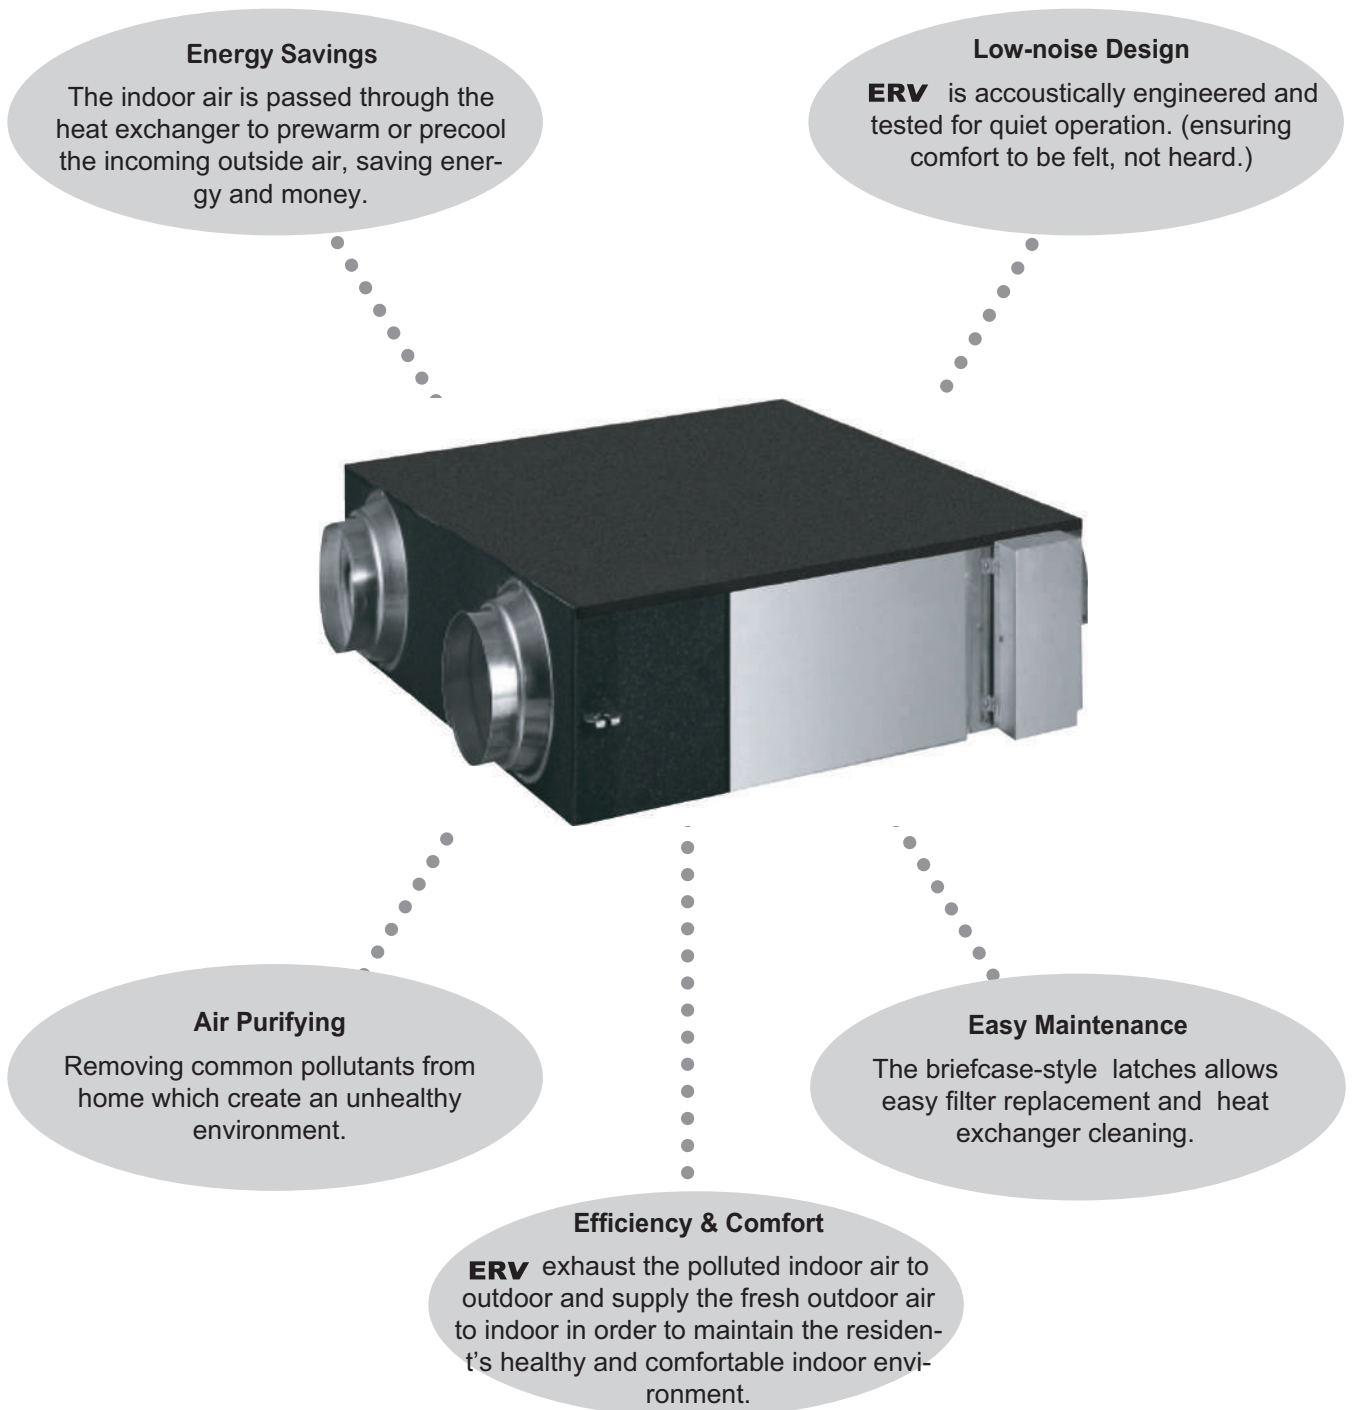 Energy Savings
The indoor air is passed through the
heat exchanger to prewarm or precool
the incoming outside air, saving ener-
gy and money.
Low-noise Design
ERV is accoustically engineered and
tested for quiet operation. (ensuring
comfort to be felt, not heard.)
Air Purifying
Removing common pollutants from
home which create an unhealthy
environment.
Easy Maintenance
The briefcase-style latches allows
easy filter replacement and heat
exchanger cleaning.
Efficiency & Comfort
ERV exhaust the polluted indoor air to
outdoor and supply the fresh outdoor air
to indoor in order to maintain the residen-
t's healthy and comfortable indoor envi-
ronment.